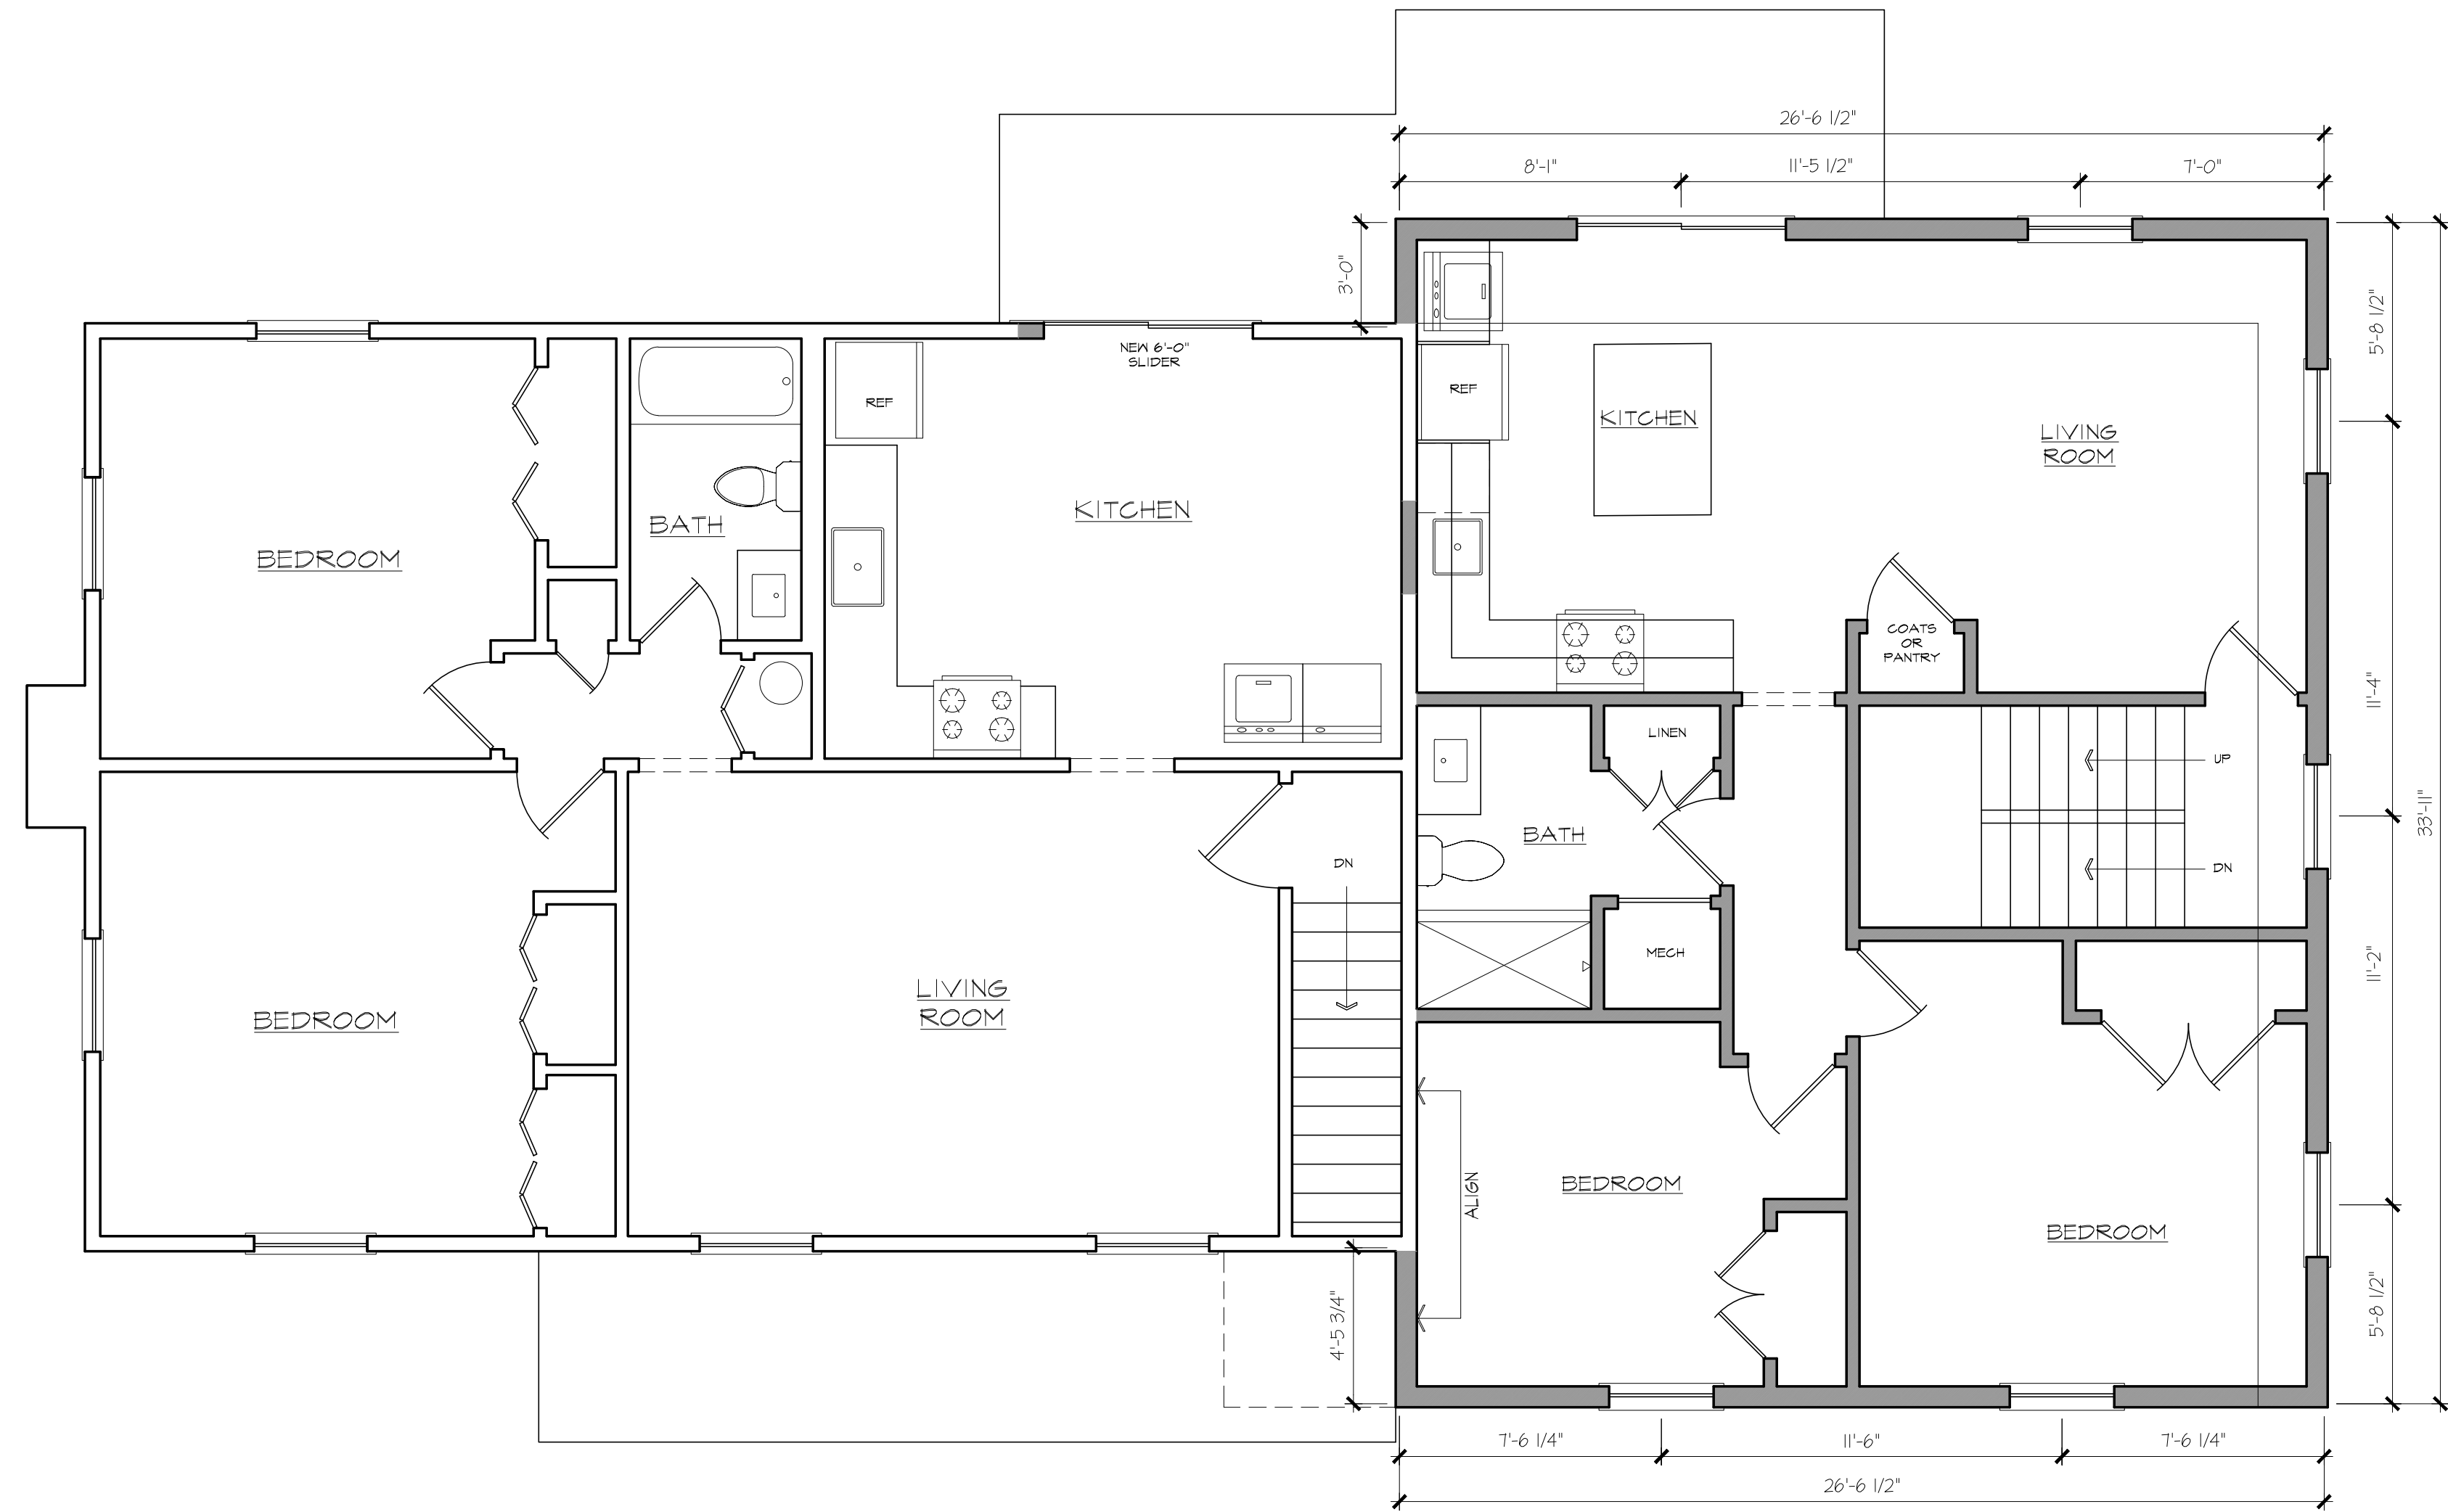 26'-6 1/2"
8'-1"
11'-5 1/2"
7'-0"
3'-0"
5'-8 1/2"
NEW 6'-0"
SLIDER
REF
REF
KITCHEN
LIVING
ROOM
KITCHEN
BATH
BEDROOM
COATS
OR
PANTRY
11'-4"
LINEN
UP
33'-11"
BATH
DN
DN
MECH
11'-2"
LIVING
ROOM
BEDROOM
ALIGN
BEDROOM
BEDROOM
4'-5 3/4"
5'-8 1/2"
7'-6 1/4"
11'-6"
7'-6 1/4"
26'-6 1/2"